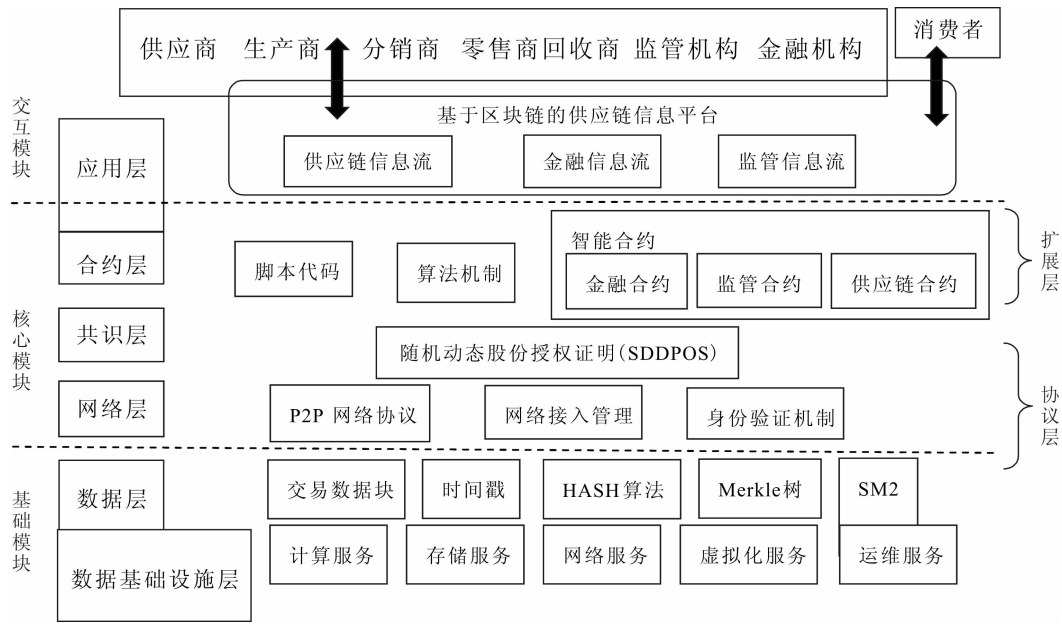 供应商 生产商 分销商 零售商回收商 监管机构 金融机构
消费者
交互模块
应用层
基于区块链的供应链信息平台
供应链信息流
金融信息流
监管信息流
核心模块
合约层
脚本代码
算法机制
智能合约
金融合约
监管合约
供应链合约
扩展层
共识层
随机动态股份授权证明(SDDPOS)
网络层
P2P 网络协议
网络接入管理
身份验证机制
协议层
基础模块
数据层
交易数据块
时间戳
HASH算法
Merkle树
SM2
数据基础设施层
计算服务
存储服务
网络服务
虚拟化服务
运维服务